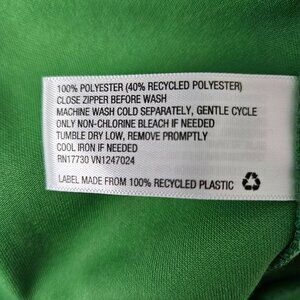 100% POLYESTER (40% RECYCLED POLYESTER)
CLOSE ZIPPER BEFORE WASH
MACHINE WASH COLD SEPARATELY, GENTLE CYCLE
ONLY NON-CHLORINE BLEACH IF NEEDED
TUMBLE DRY LOW, REMOVE PROMPTLY
COOL IRON IF NEEDED
RN17730 VN1247024
LABEL MADE FROM 100% RECYCLED PLASTIC